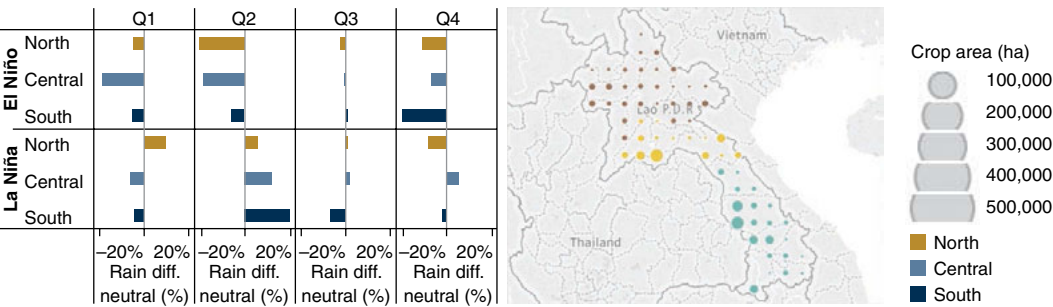 Q1 Q2 Q3 Q4
El Niño
North
Central
South
La Niña
North
Central
South
–20% 20% –20% 20% –20% 20% –20% 20%
Rain diff. Rain diff. Rain diff. Rain diff.
neutral (%) neutral (%) neutral (%) neutral (%)
Vietnam
Lao P.D.R.
Thailand
Crop area (ha)
100,000
200,000
300,000
400,000
500,000
North
Central
South